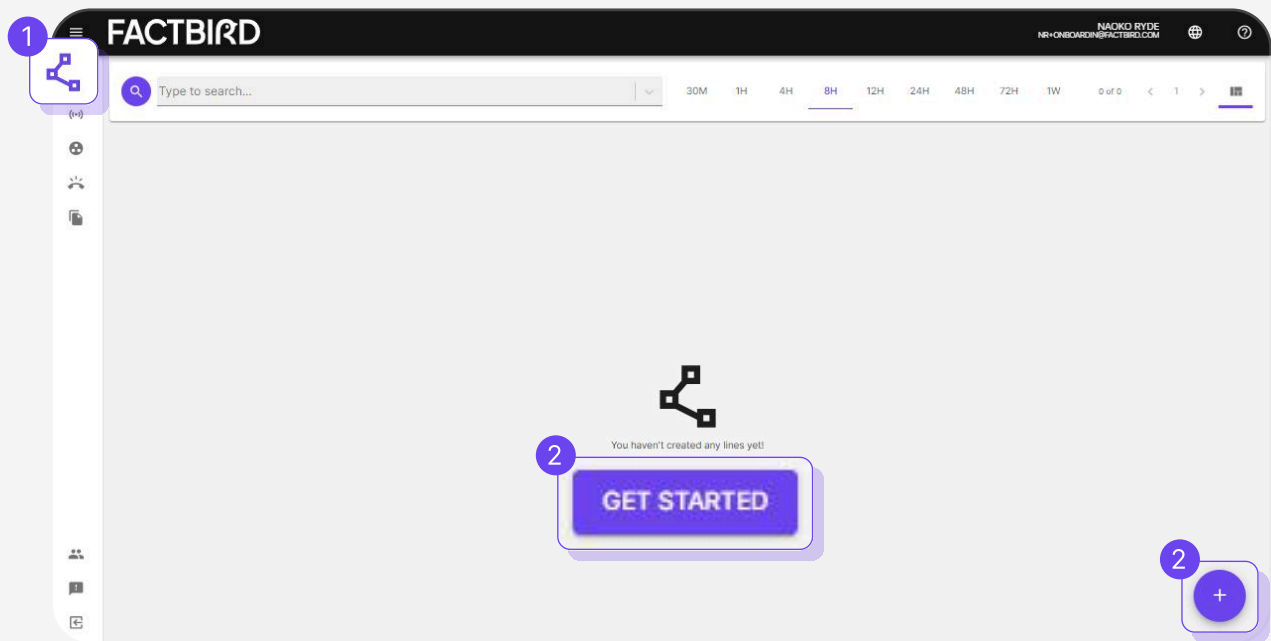 1
FACTBIRD
NAOKO RYDE
NR+ONBOARDIN@FACTBIRD.COM
Type to search...
30M 1H 4H 8H 12H 24H 48H 72H 1W 0 of 0 1
You haven't created any lines yet!
2
GET STARTED
2
+